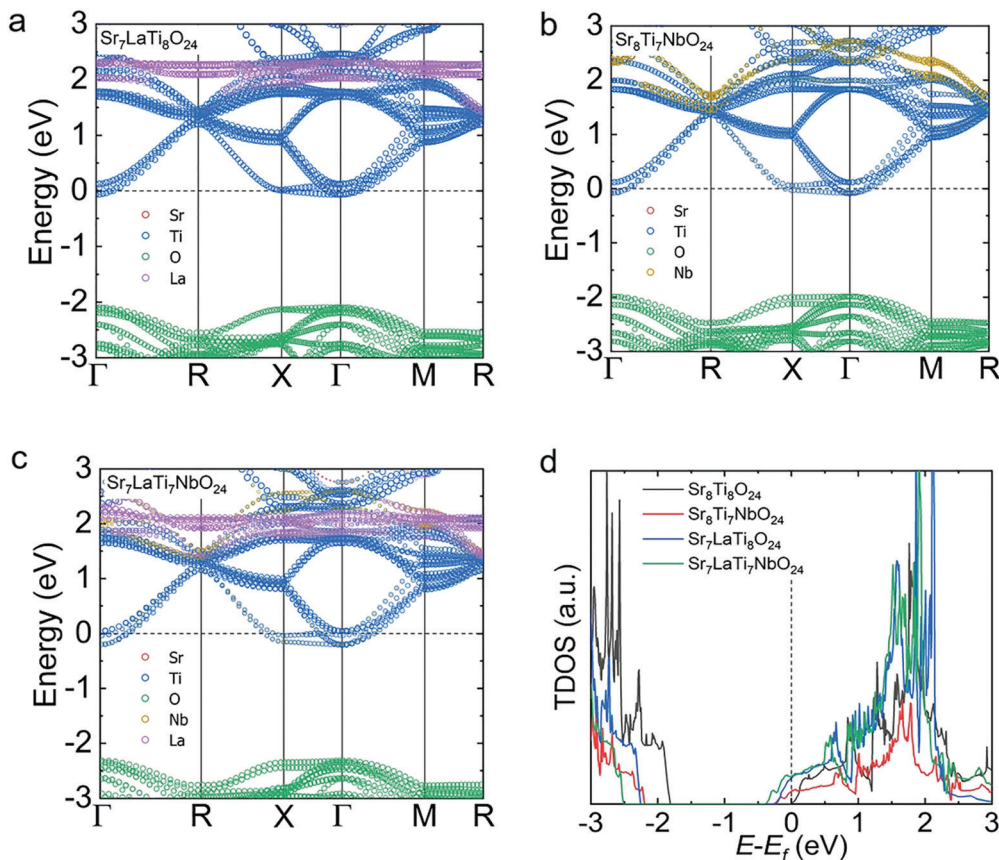 a
Sr₇LaTi₈O₂₄
Energy (eV)
3
2
1
0
-1
-2
-3
Sr
Ti
O
La
Γ R X Γ M R
b
Sr₈Ti₇NbO₂₄
Energy (eV)
3
2
1
0
-1
-2
-3
Sr
Ti
O
Nb
Γ R X Γ M R
c
Sr₇LaTi₇NbO₂₄
Energy (eV)
3
2
1
0
-1
-2
-3
Sr
Ti
O
Nb
La
Γ R X Γ M R
d
TDOS (a.u.)
Sr₈Ti₈O₂₄
Sr₈Ti₇NbO₂₄
Sr₇LaTi₈O₂₄
Sr₇LaTi₇NbO₂₄
-3 -2 -1 0 1 2 3
E-E_f (eV)